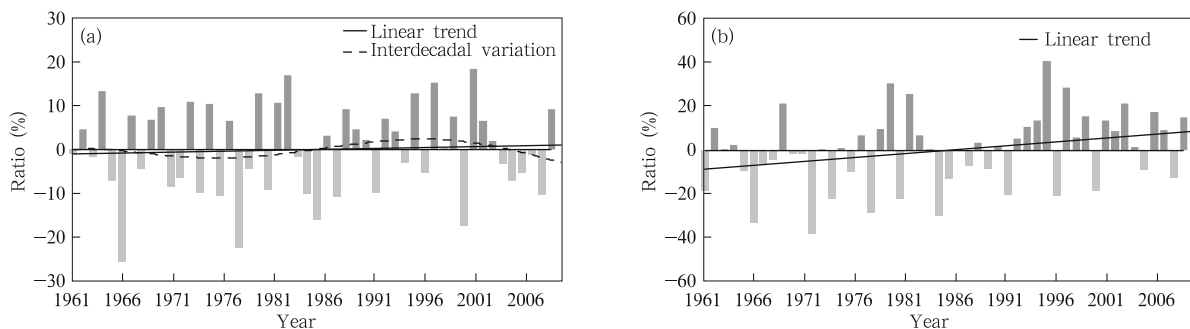 (a)
Linear trend
Interdecadal variation
Ratio (%)
30
20
10
0
−10
−20
−30
1961 1966 1971 1976 1981 1986 1991 1996 2001 2006
Year
(b)
Linear trend
Ratio (%)
60
40
20
0
−20
−40
−60
1961 1966 1971 1976 1981 1986 1991 1996 2001 2006
Year